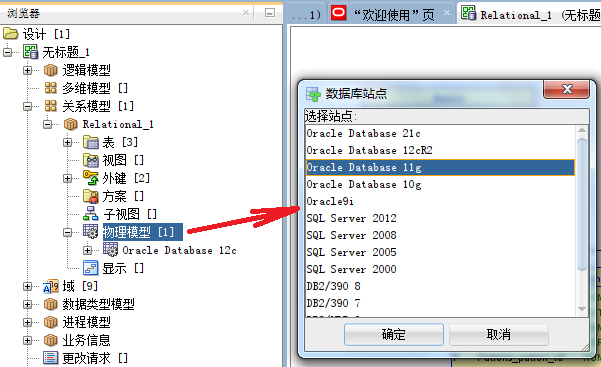 浏览器
设计 [1]
无标题_1
逻辑模型
多维模型 []
关系模型 [1]
Relational_1
表 [3]
视图 []
外键 [2]
方案 []
子视图 []
物理模型 [1]
Oracle Database 12c
显示 []
域 [9]
数据类型模型
进程模型
业务信息
更改请求 []
...1)
“欢迎使用”页
Relational_1 (无标题
数据库站点
选择站点:
Oracle Database 21c
Oracle Database 12cR2
Oracle Database 11g
Oracle Database 10g
Oracle9i
SQL Server 2012
SQL Server 2008
SQL Server 2005
SQL Server 2000
DB2/390 8
DB2/390 7
确定
取消